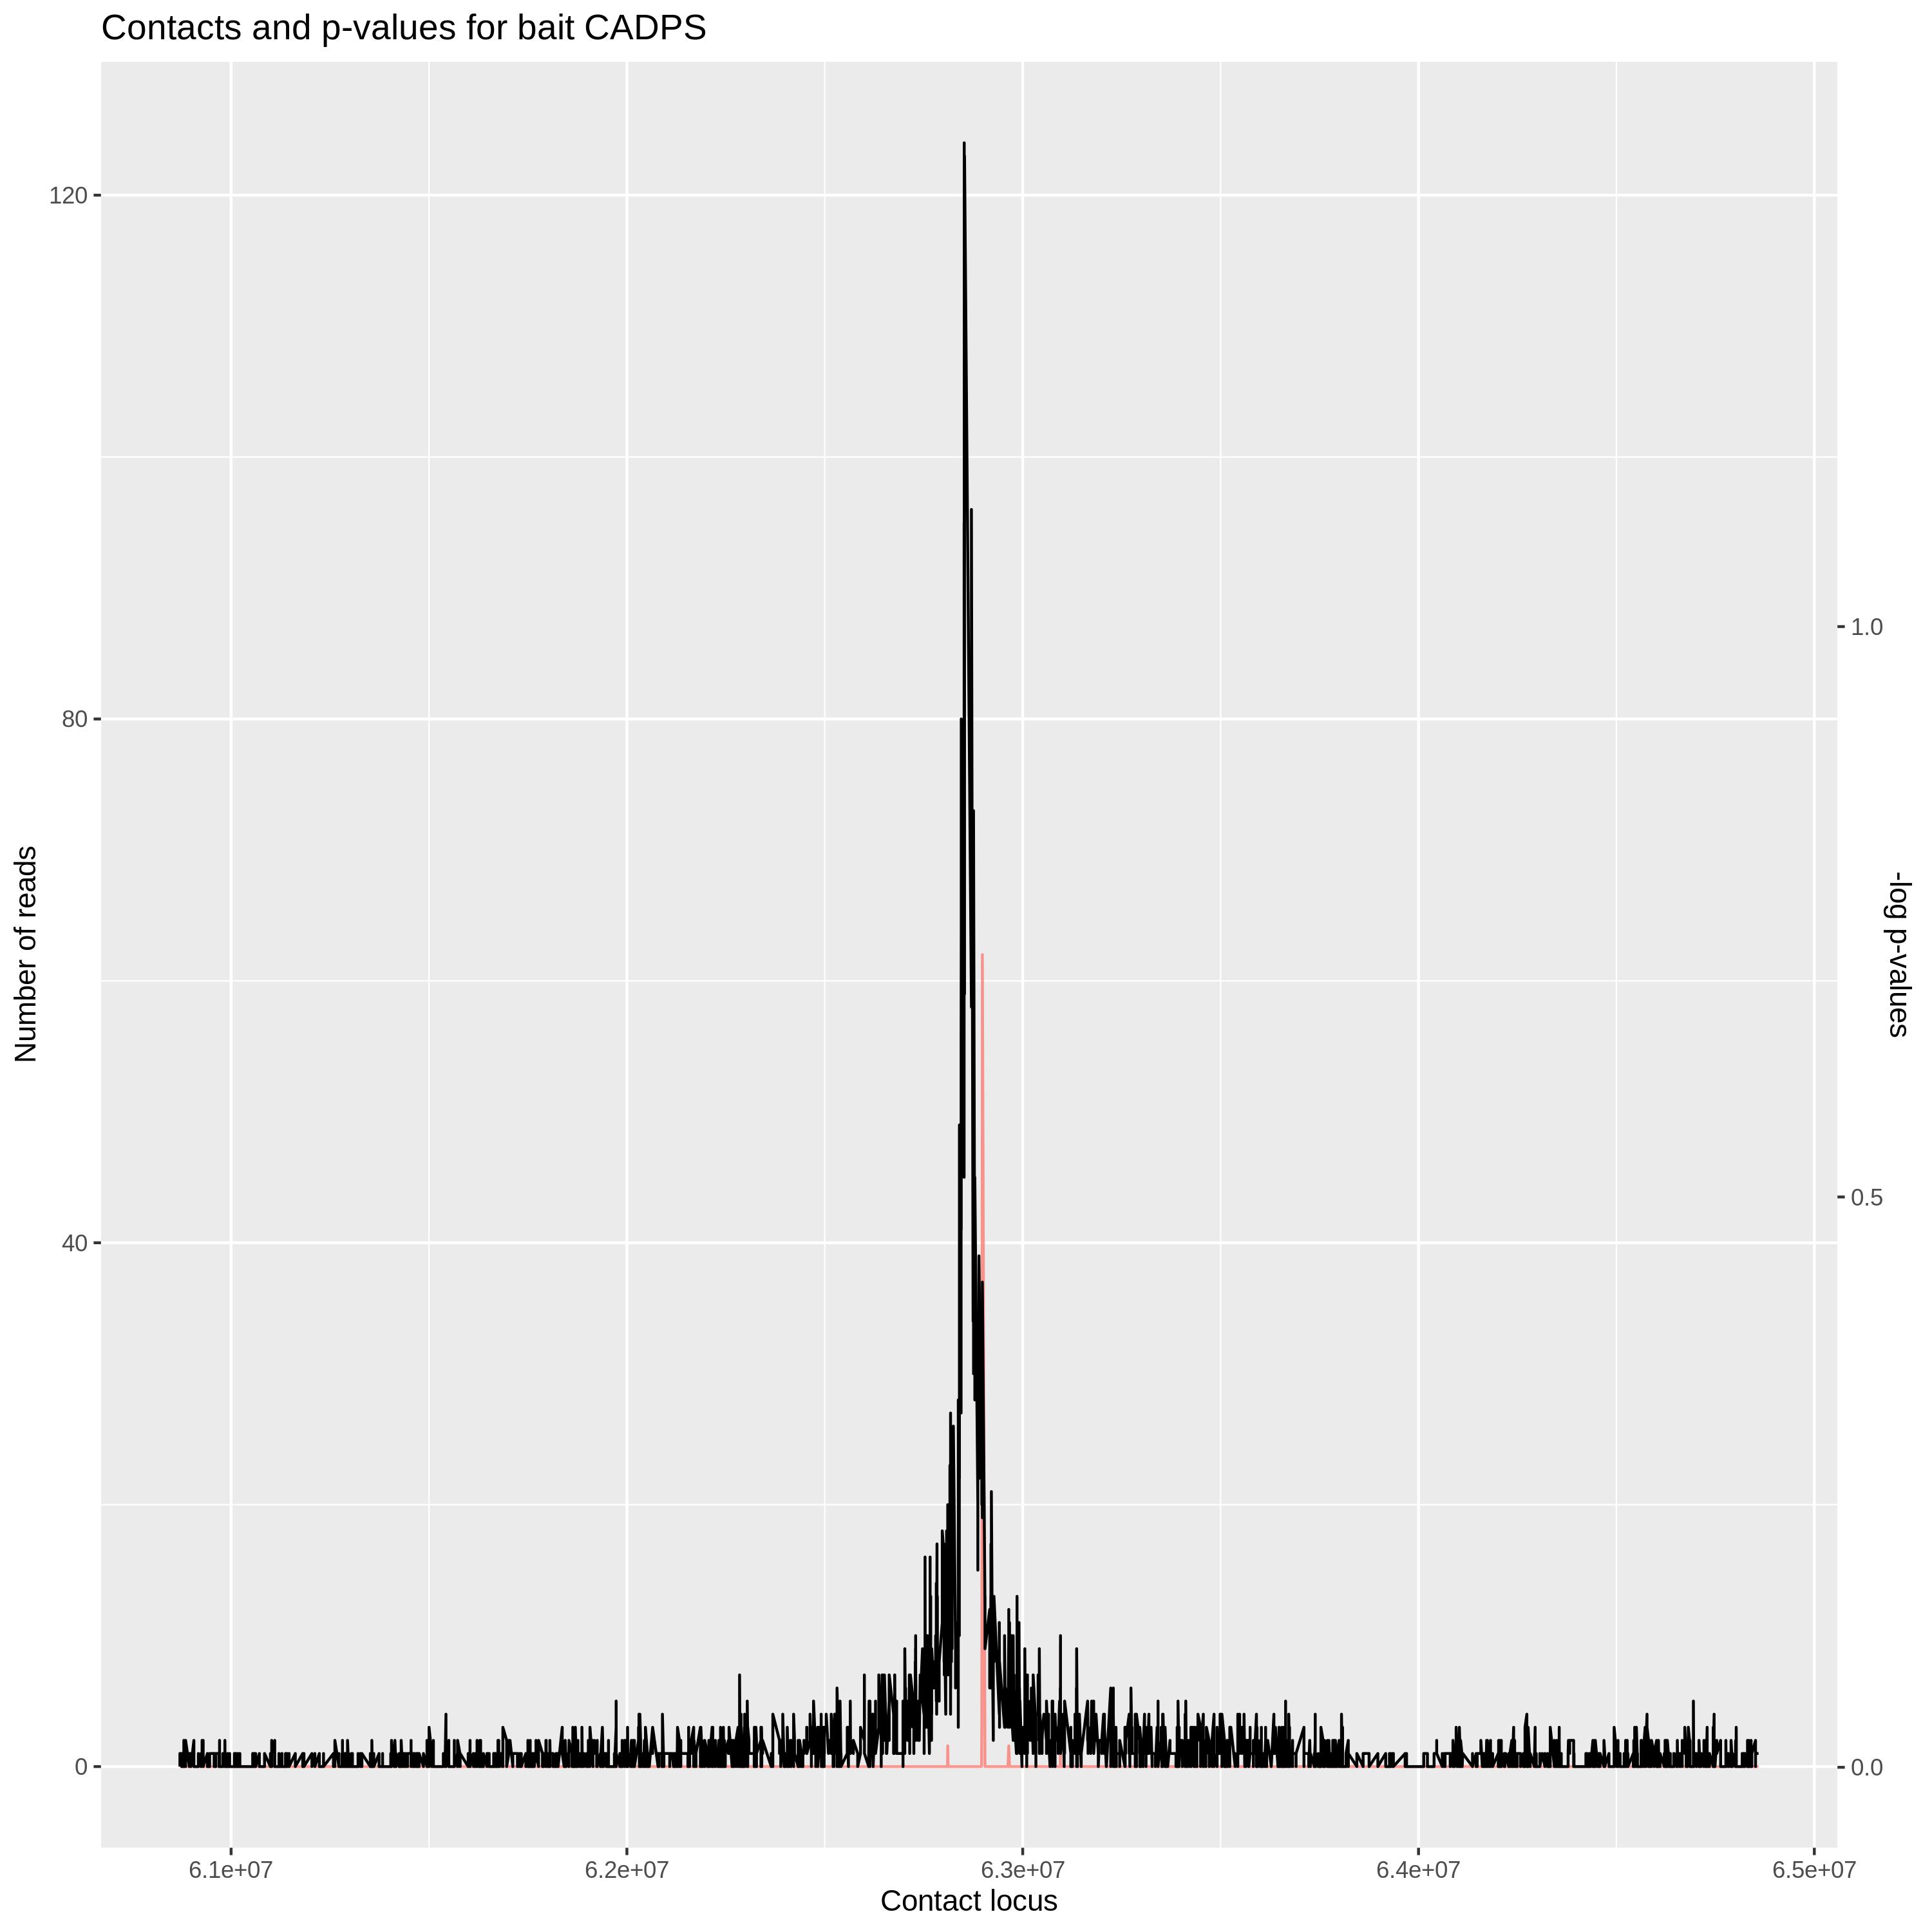 Contacts and p-values for bait CADPS
120
80
40
0
Number of reads
1.0
0.5
0.0
-log p-values
6.1e+07
6.2e+07
6.3e+07
6.4e+07
6.5e+07
Contact locus